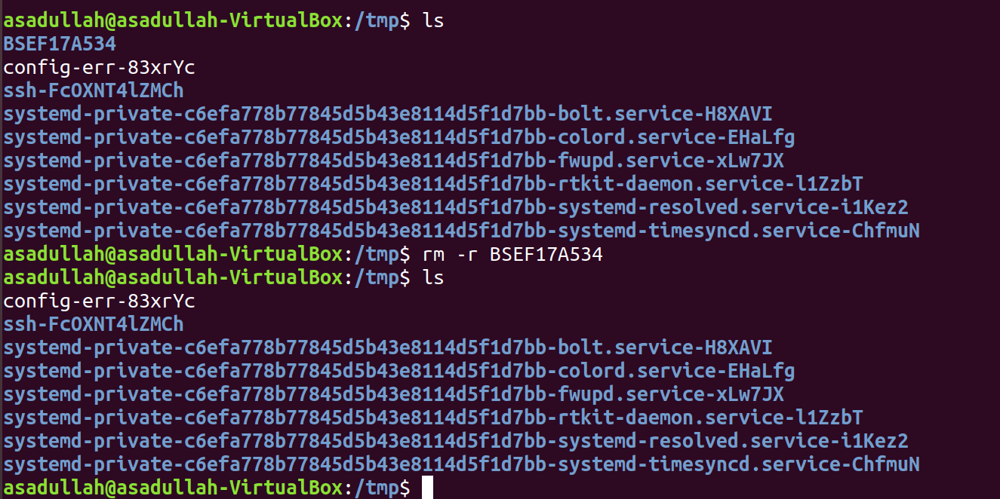 asadullah@asadullah-VirtualBox:/tmp$ ls
BSEF17A534
config-err-83xrYc
ssh-FcOXNT4lZMCh
systemd-private-c6efa778b77845d5b43e8114d5f1d7bb-bolt.service-H8XAVI
systemd-private-c6efa778b77845d5b43e8114d5f1d7bb-colord.service-EHaLfg
systemd-private-c6efa778b77845d5b43e8114d5f1d7bb-fwupd.service-xLw7JX
systemd-private-c6efa778b77845d5b43e8114d5f1d7bb-rtkit-daemon.service-l1ZzbT
systemd-private-c6efa778b77845d5b43e8114d5f1d7bb-systemd-resolved.service-i1Kez2
systemd-private-c6efa778b77845d5b43e8114d5f1d7bb-systemd-timesyncd.service-ChfmuN
asadullah@asadullah-VirtualBox:/tmp$ rm -r BSEF17A534
asadullah@asadullah-VirtualBox:/tmp$ ls
config-err-83xrYc
ssh-FcOXNT4lZMCh
systemd-private-c6efa778b77845d5b43e8114d5f1d7bb-bolt.service-H8XAVI
systemd-private-c6efa778b77845d5b43e8114d5f1d7bb-colord.service-EHaLfg
systemd-private-c6efa778b77845d5b43e8114d5f1d7bb-fwupd.service-xLw7JX
systemd-private-c6efa778b77845d5b43e8114d5f1d7bb-rtkit-daemon.service-l1ZzbT
systemd-private-c6efa778b77845d5b43e8114d5f1d7bb-systemd-resolved.service-i1Kez2
systemd-private-c6efa778b77845d5b43e8114d5f1d7bb-systemd-timesyncd.service-ChfmuN
asadullah@asadullah-VirtualBox:/tmp$